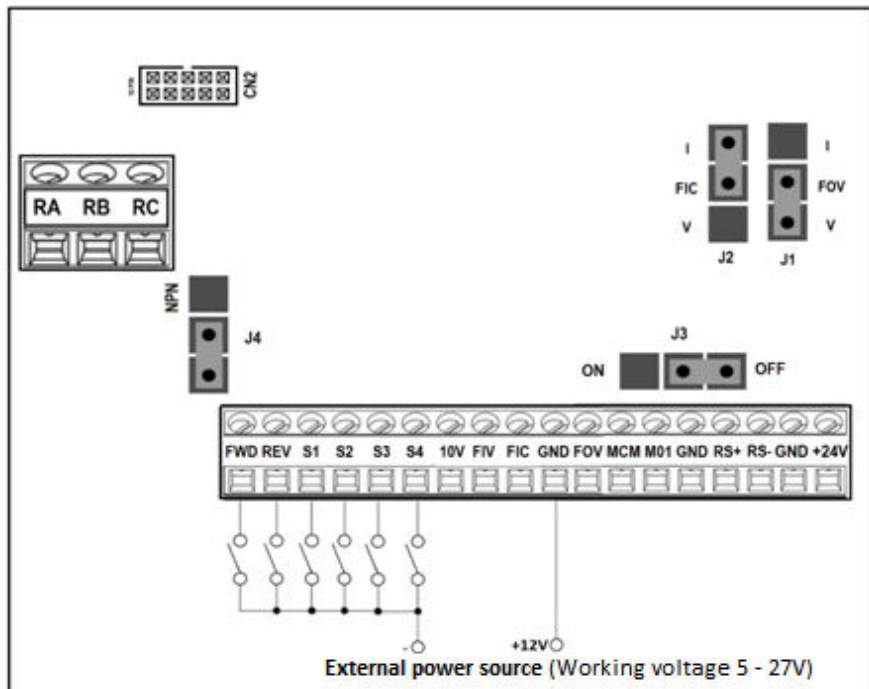 CN2
I
I
RA RB RC
FIC
FOV
V
V
J2
J1
NPN
J4
J3
ON
OFF
FWD REV S1 S2 S3 S4 10V FIV FIC GND FOV MCM M01 GND RS+ RS- GND +24V
- +12V
External power source (Working voltage 5 - 27V)